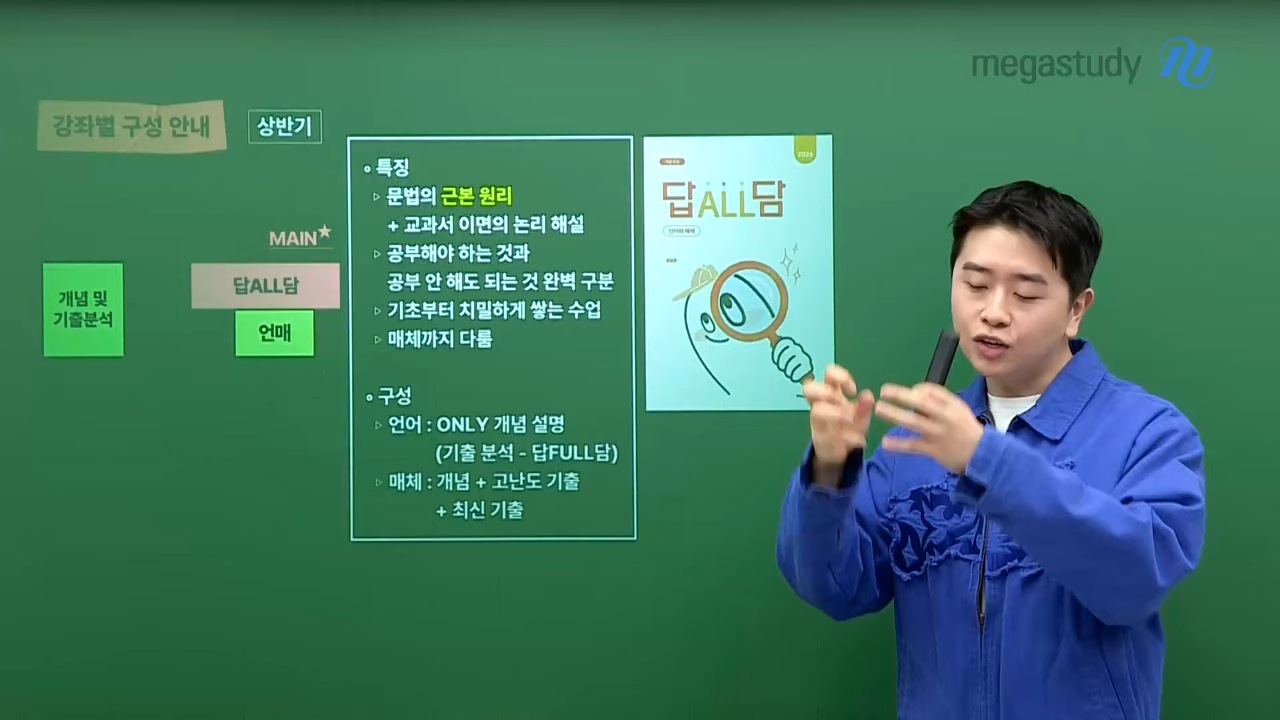 megastudy
강좌별 구성 안내
상반기
MAIN
개념 및
기출분석
답ALL담
언매
특징
문법의 근본 원리
+ 교과서 이면의 논리 해설
공부해야 하는 것과
공부 안 해도 되는 것 완벽 구분
기초부터 치밀하게 쌓는 수업
매체까지 다룸
구성
언어 : ONLY 개념 설명
(기출 분석 - 답FULL담)
매체 : 개념 + 고난도 기출
+ 최신 기출
2026
답ALL담
언어와 매체